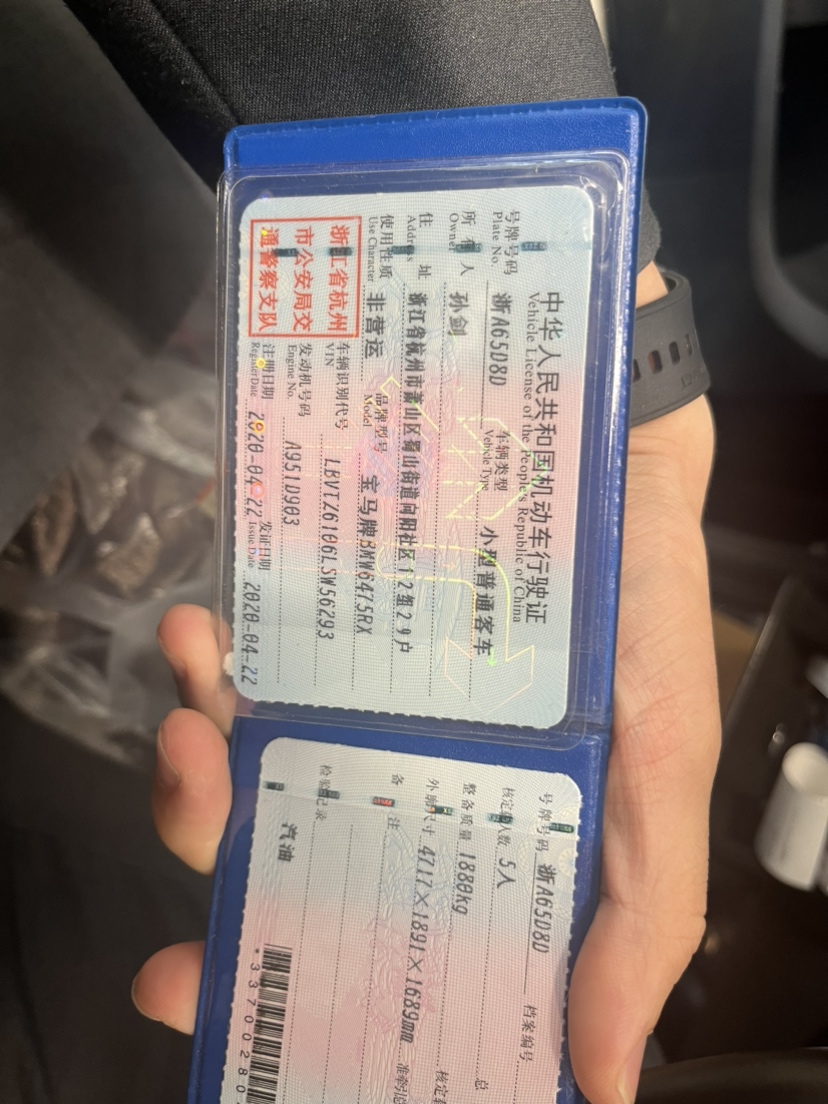 中华人民共和国机动车行驶证
Vehicle License of the People's Republic of China
号牌号码 浙A65D8D 车辆类型 小型普通客车
Plate No. Vehicle Type
所有人 孙剑
Owner
住址 浙江省杭州市萧山区蜀山街道向阳社区12组29户
Address
使用性质 非营运 品牌型号 宝马牌BMW6475RX
Use Character Model
浙江省杭州
市公安局交
通警察支队
车辆识别代号 LBVTZ6106LSW56293
VIN
发动机号码 A951D903
Engine No.
注册日期 2020-04-22 发证日期 2020-04-22
Register Date Issue Date
号牌号码 浙A65D8D 档案编号
核定载人数 5人 总
整备质量 1880kg 核定
外廓尺寸 4717×1891×1689mm 准牵引总
备注
检验记录
汽油
*33700280